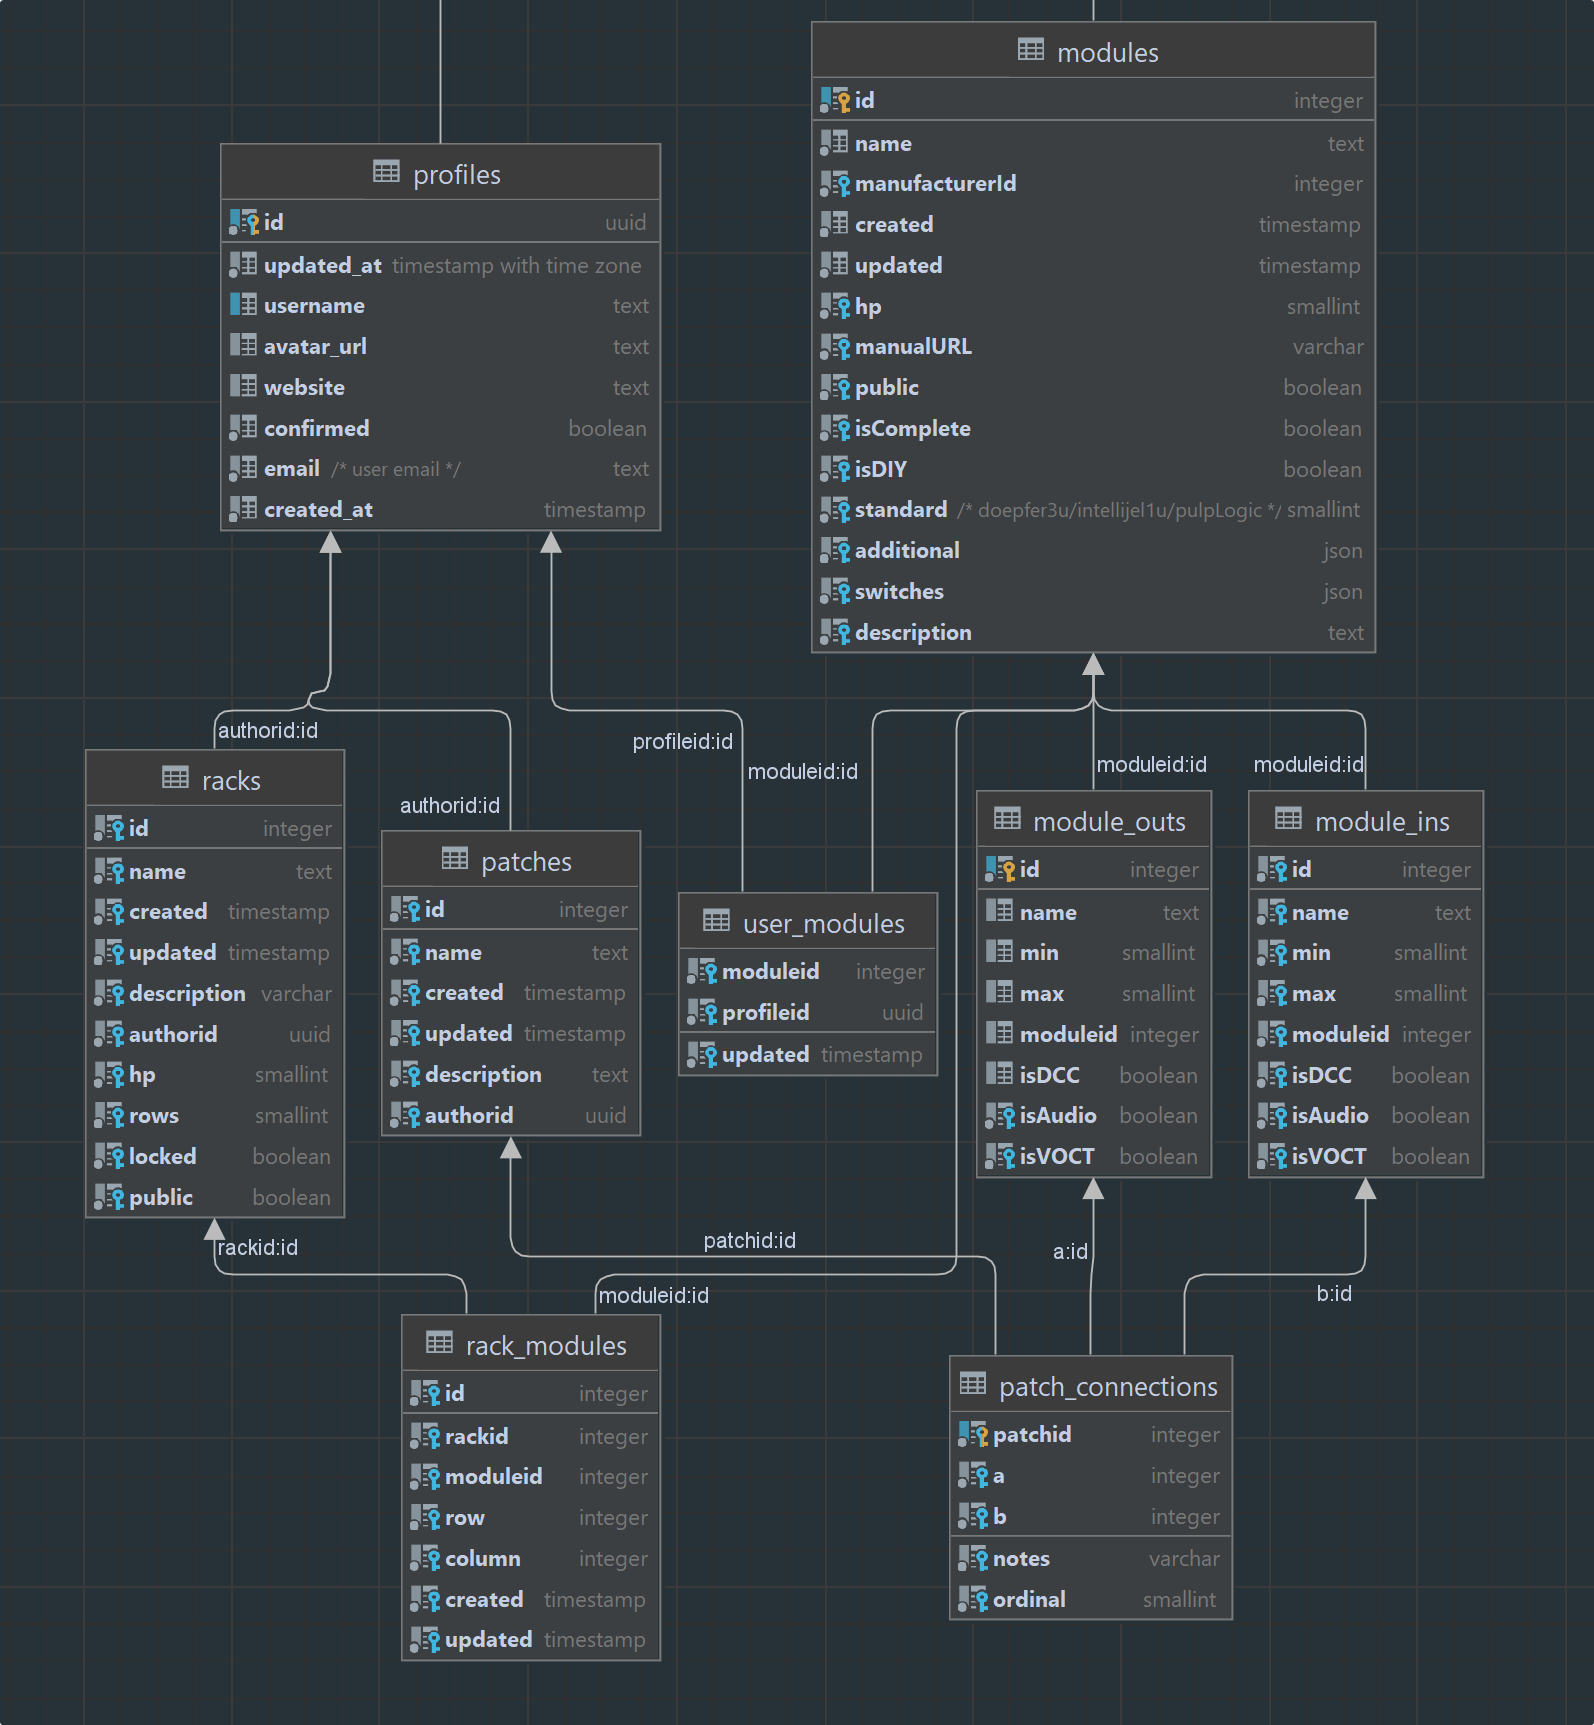 modules
id integer
name text
manufacturerId integer
created timestamp
updated timestamp
hp smallint
manualURL varchar
public boolean
isComplete boolean
isDIY boolean
standard /* doepfer3u/intellijel1u/pulpLogic */ smallint
additional json
switches json
description text
profiles
id uuid
updated_at timestamp with time zone
username text
avatar_url text
website text
confirmed boolean
email /* user email */ text
created_at timestamp
authorid:id
profileid:id
moduleid:id
moduleid:id
moduleid:id
authorid:id
racks
id integer
name text
created timestamp
updated timestamp
description varchar
authorid uuid
hp smallint
rows smallint
locked boolean
public boolean
patches
id integer
name text
created timestamp
updated timestamp
description text
authorid uuid
user_modules
moduleid integer
profileid uuid
updated timestamp
module_outs
id integer
name text
min smallint
max smallint
moduleid integer
isDCC boolean
isAudio boolean
isVOCT boolean
module_ins
id integer
name text
min smallint
max smallint
moduleid integer
isDCC boolean
isAudio boolean
isVOCT boolean
rackid:id
patchid:id
a:id
b:id
moduleid:id
rack_modules
id integer
rackid integer
moduleid integer
row integer
column integer
created timestamp
updated timestamp
patch_connections
patchid integer
a integer
b integer
notes varchar
ordinal smallint